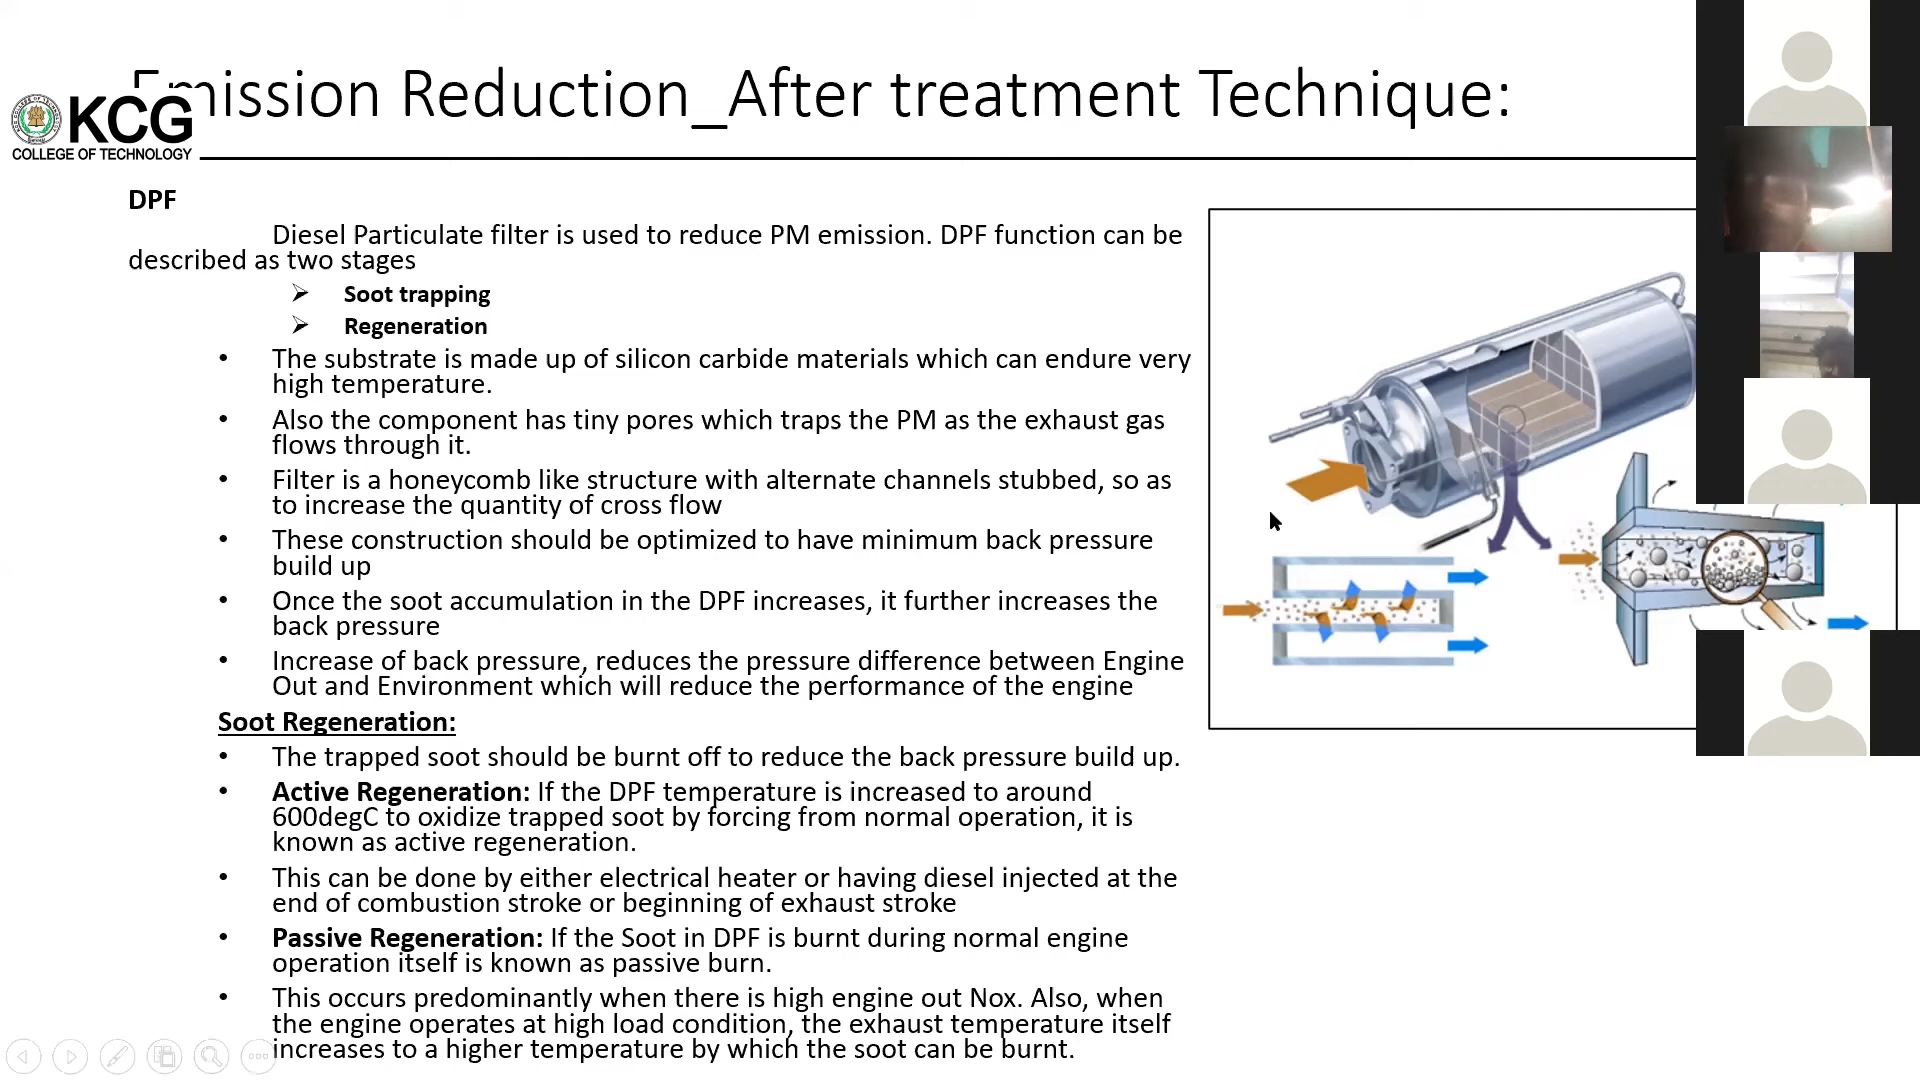 Emission Reduction_After treatment Technique:
KCG
COLLEGE OF TECHNOLOGY
DPF
Diesel Particulate filter is used to reduce PM emission. DPF function can be
described as two stages
➢ Soot trapping
➢ Regeneration
• The substrate is made up of silicon carbide materials which can endure very
high temperature.
• Also the component has tiny pores which traps the PM as the exhaust gas
flows through it.
• Filter is a honeycomb like structure with alternate channels stubbed, so as
to increase the quantity of cross flow
• These construction should be optimized to have minimum back pressure
build up
• Once the soot accumulation in the DPF increases, it further increases the
back pressure
• Increase of back pressure, reduces the pressure difference between Engine
Out and Environment which will reduce the performance of the engine
Soot Regeneration:
• The trapped soot should be burnt off to reduce the back pressure build up.
• Active Regeneration: If the DPF temperature is increased to around
600degC to oxidize trapped soot by forcing from normal operation, it is
known as active regeneration.
• This can be done by either electrical heater or having diesel injected at the
end of combustion stroke or beginning of exhaust stroke
• Passive Regeneration: If the Soot in DPF is burnt during normal engine
operation itself is known as passive burn.
• This occurs predominantly when there is high engine out Nox. Also, when
the engine operates at high load condition, the exhaust temperature itself
increases to a higher temperature by which the soot can be burnt.